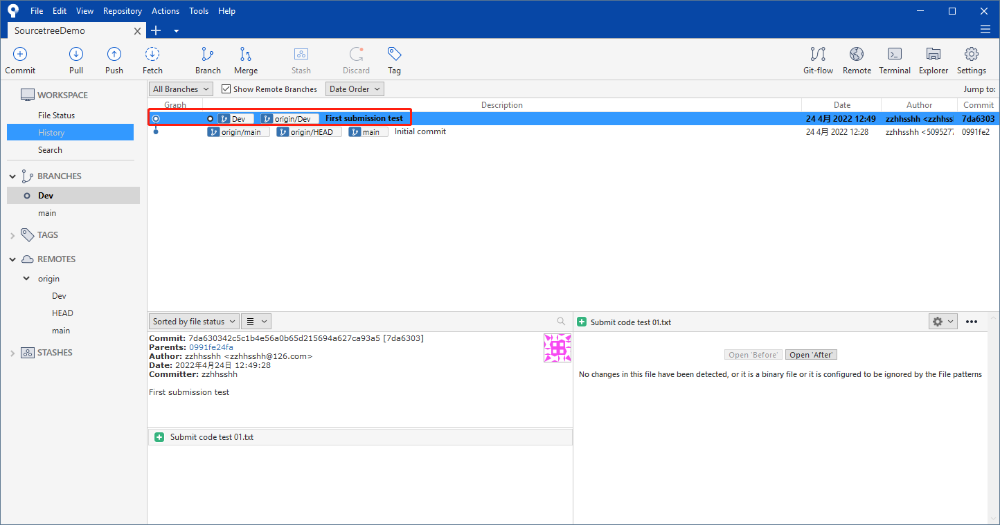 File Edit View Repository Actions Tools Help
SourcetreeDemo
Commit Pull Push Fetch Branch Merge Stash Discard Tag Git-flow Remote Terminal Explorer Settings
WORKSPACE
File Status
History
Search
BRANCHES
Dev
main
TAGS
REMOTES
origin
Dev
HEAD
main
STASHES
All Branches Show Remote Branches Date Order Jump to:
Graph Description Date Author Commit
Dev origin/Dev First submission test 24 4月 2022 12:49 zzhhsshh <zzhhssh 7da6303
origin/main origin/HEAD main Initial commit 24 4月 2022 12:28 zzhhsshh <5095277 0991fe2
Sorted by file status
Commit: 7da630342c5c1b4e56a0b65d215694a627ca93a5 [7da6303]
Parents: 0991fe24fa
Author: zzhhsshh <zzhhsshh@126.com>
Date: 2022年4月24日 12:49:28
Committer: zzhhsshh
First submission test
Submit code test 01.txt
Submit code test 01.txt
Open 'Before' Open 'After'
No changes in this file have been detected, or it is a binary file or it is configured to be ignored by the File patterns